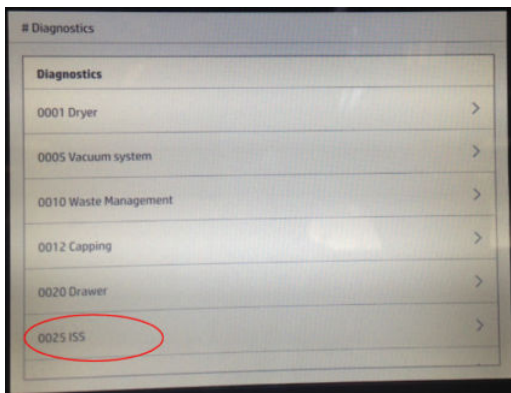 # Diagnostics
Diagnostics
0001 Dryer
0005 Vacuum system
0010 Waste Management
0012 Capping
0020 Drawer
0025 ISS